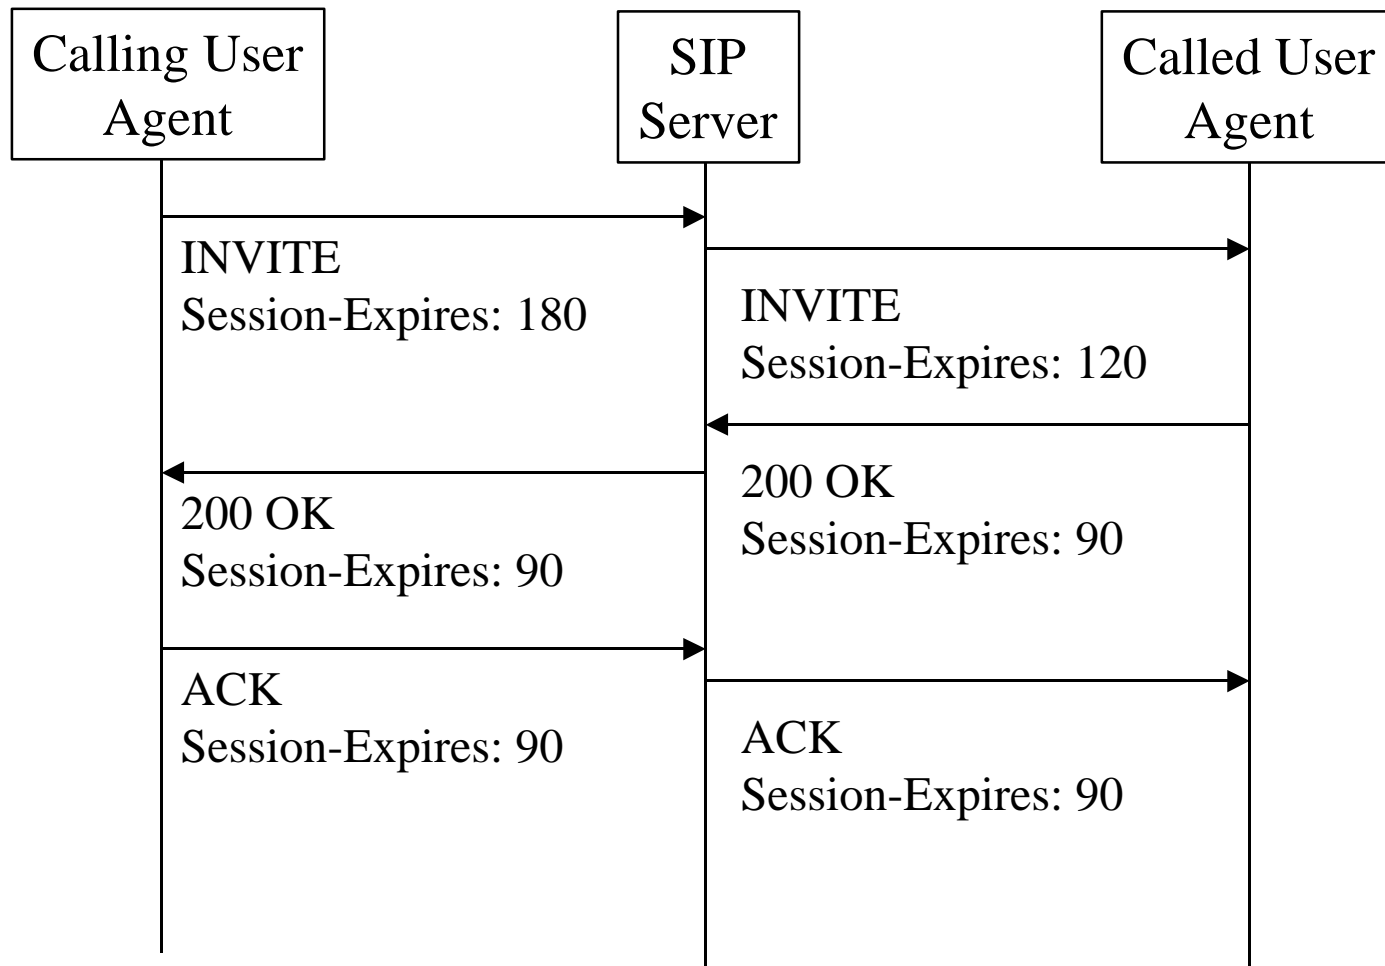 Calling User
Agent
SIP
Server
Called User
Agent
INVITE
Session-Expires: 180
INVITE
Session-Expires: 120
200 OK
Session-Expires: 90
200 OK
Session-Expires: 90
ACK
Session-Expires: 90
ACK
Session-Expires: 90